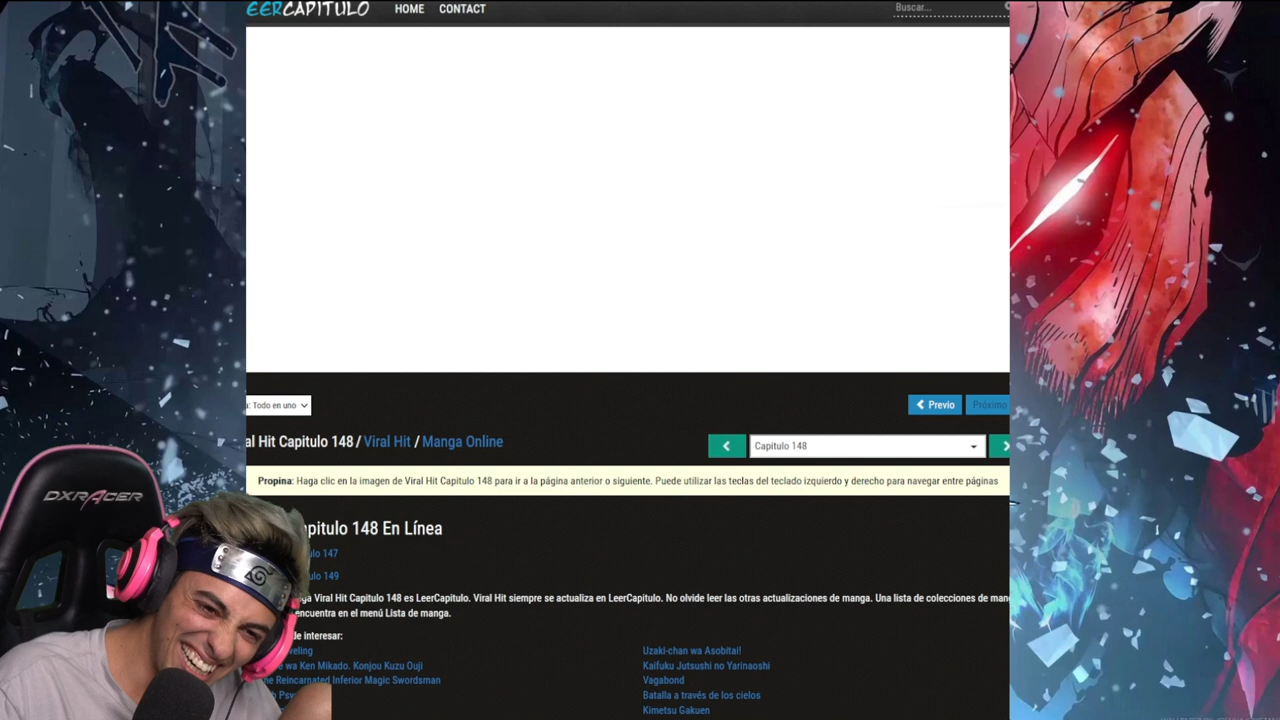 EERCAPITULO HOME CONTACT Buscar...
a: Todo en uno
Previo Próximo
al Hit Capitulo 148 / Viral Hit / Manga Online
Capitulo 148
Propina: Haga clic en la imagen de Viral Hit Capitulo 148 para ir a la página anterior o siguiente. Puede utilizar las teclas del teclado izquierdo y derecho para navegar entre páginas
apitulo 148 En Línea
ulo 147
ulo 149
ga Viral Hit Capitulo 148 es LeerCapitulo. Viral Hit siempre se actualiza en LeerCapitulo. No olvide leer las otras actualizaciones de manga. Una lista de colecciones de man
encuentra en el menú Lista de manga.
de interesar:
veling
Uzaki-chan wa Asobitai!
e wa Ken Mikado. Konjou Kuzu Ouji
Kaifuku Jutsushi no Yarinaoshi
he Reincarnated Inferior Magic Swordsman
Vagabond
b Psy
Batalla a través de los cielos
Kimetsu Gakuen
DXRACER